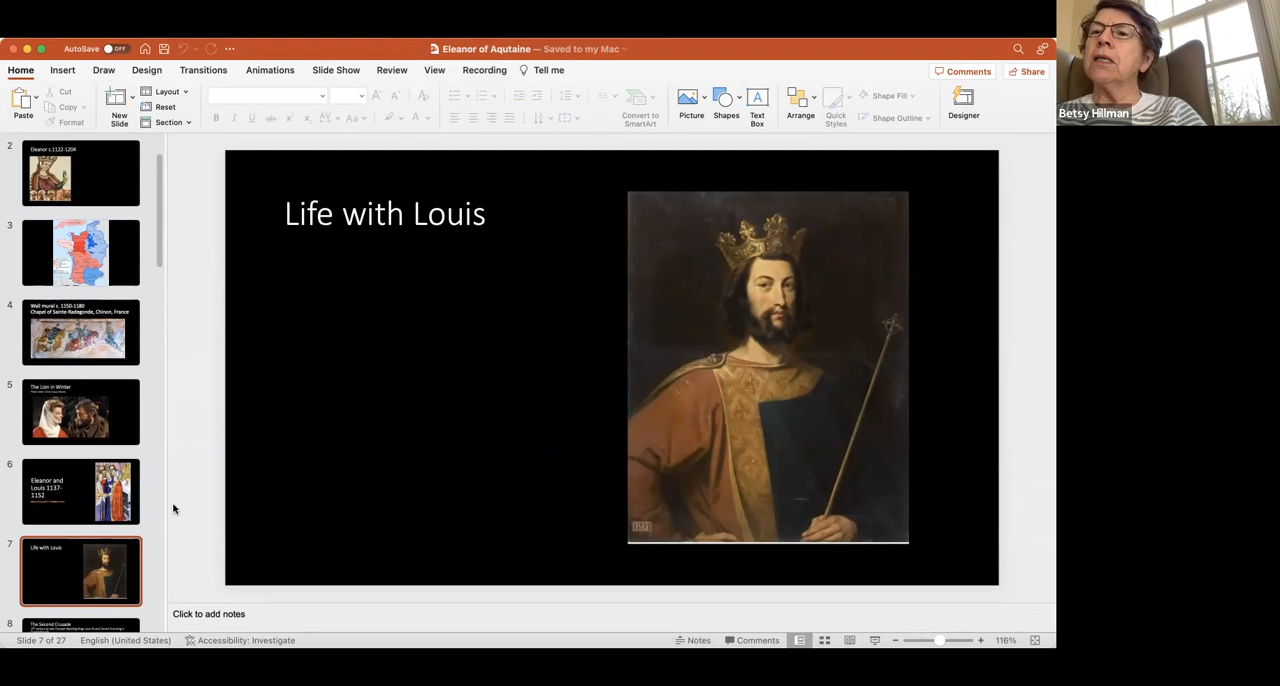 AutoSave OFF
Eleanor of Aqutaine — Saved to my Mac
Home Insert Draw Design Transitions Animations Slide Show Review View Recording Tell me
Comments Share
Paste Cut Copy Format
New Slide Layout Reset Section
Convert to SmartArt
Picture Shapes Text Box
Arrange Quick Styles Shape Fill Shape Outline
Designer
Betsy Hillman
2
Eleanor c.1122-1204
3
4
Wall mural c. 1150-1180
Chapel of Sainte-Radegonde, Chinon, France
5
The Lion in Winter
6
Eleanor and
Louis 1137-
1152
7
Life with Louis
8
The Second Crusade
Life with Louis
Click to add notes
Slide 7 of 27 English (United States) Accessibility: Investigate Notes Comments 116%